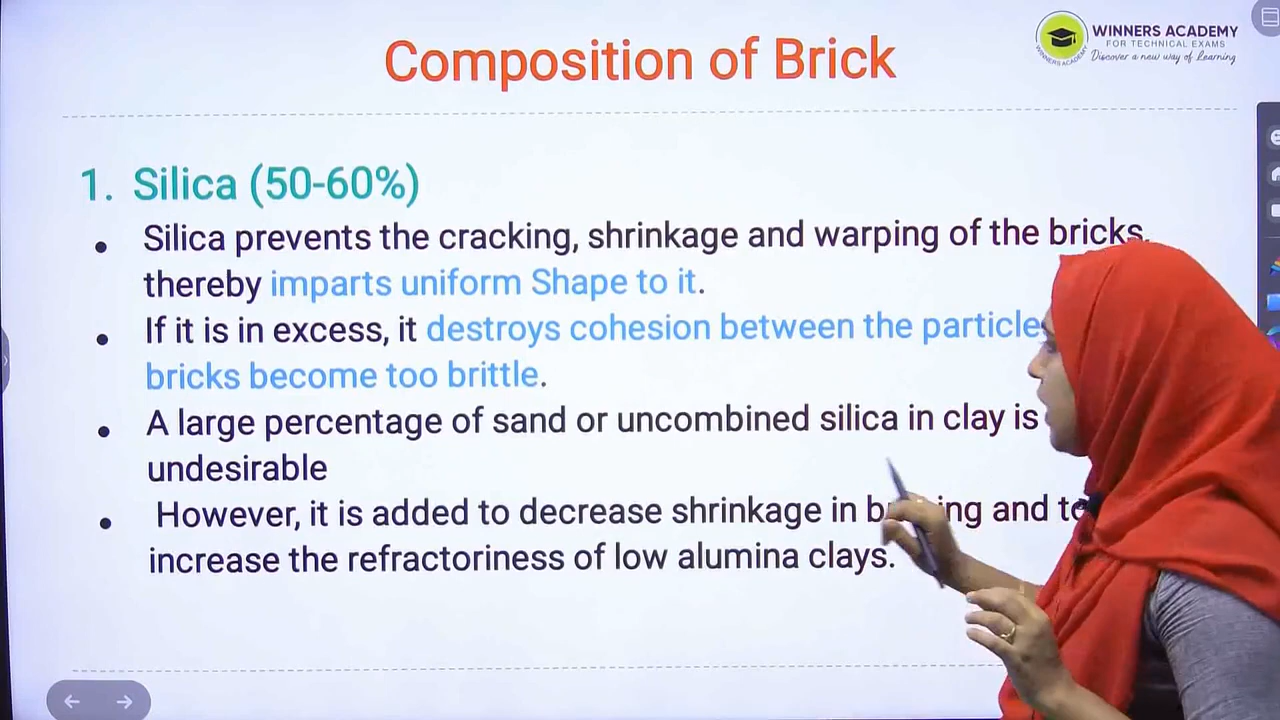 Composition of Brick
WINNERS ACADEMY
FOR TECHNICAL EXAMS
Discover a new way of Learning
WINNERS ACADEMY
1. Silica (50-60%)
• Silica prevents the cracking, shrinkage and warping of the bricks,
thereby imparts uniform Shape to it.
• If it is in excess, it destroys cohesion between the
bricks become too brittle.
• A large percentage of sand or uncombined silica in clay is
undesirable
• However, it is added to decrease shrinkage in and
increase the refractoriness of low alumina clays.